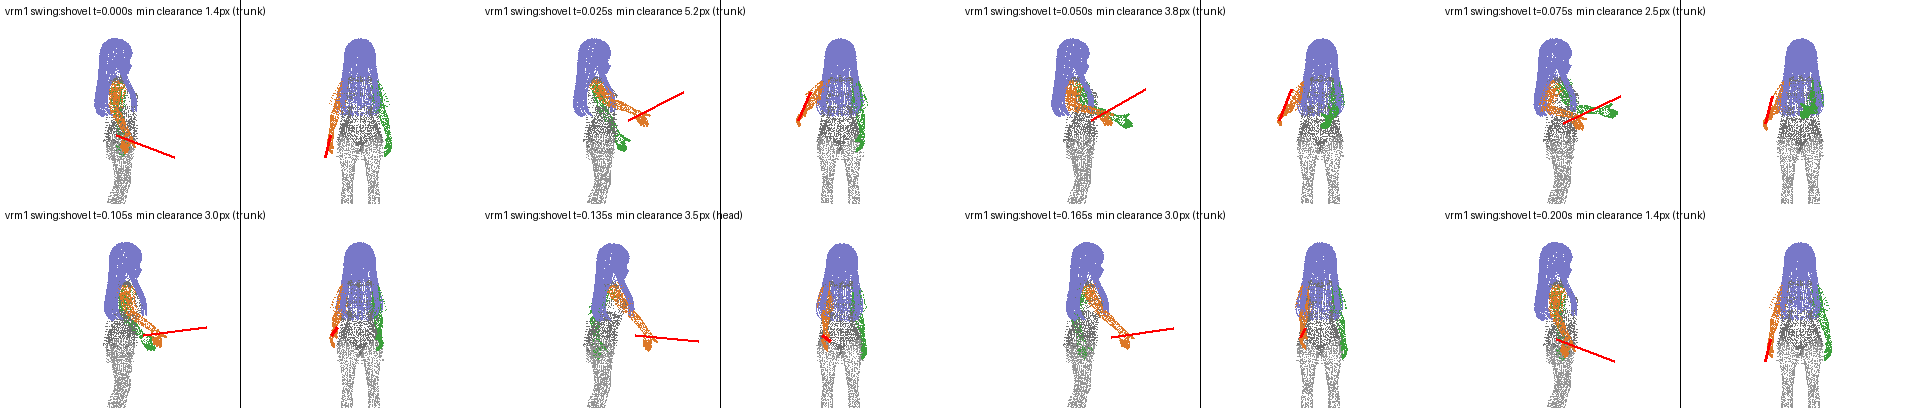 vrm1 swing:shovel t=0.000s min clearance 1.4px (trunk)
vrm1 swing:shovel t=0.025s min clearance 5.2px (trunk)
vrm1 swing:shovel t=0.050s min clearance 3.8px (trunk)
vrm1 swing:shovel t=0.075s min clearance 2.5px (trunk)
vrm1 swing:shovel t=0.105s min clearance 3.0px (trunk)
vrm1 swing:shovel t=0.135s min clearance 3.5px (head)
vrm1 swing:shovel t=0.165s min clearance 3.0px (trunk)
vrm1 swing:shovel t=0.200s min clearance 1.4px (trunk)